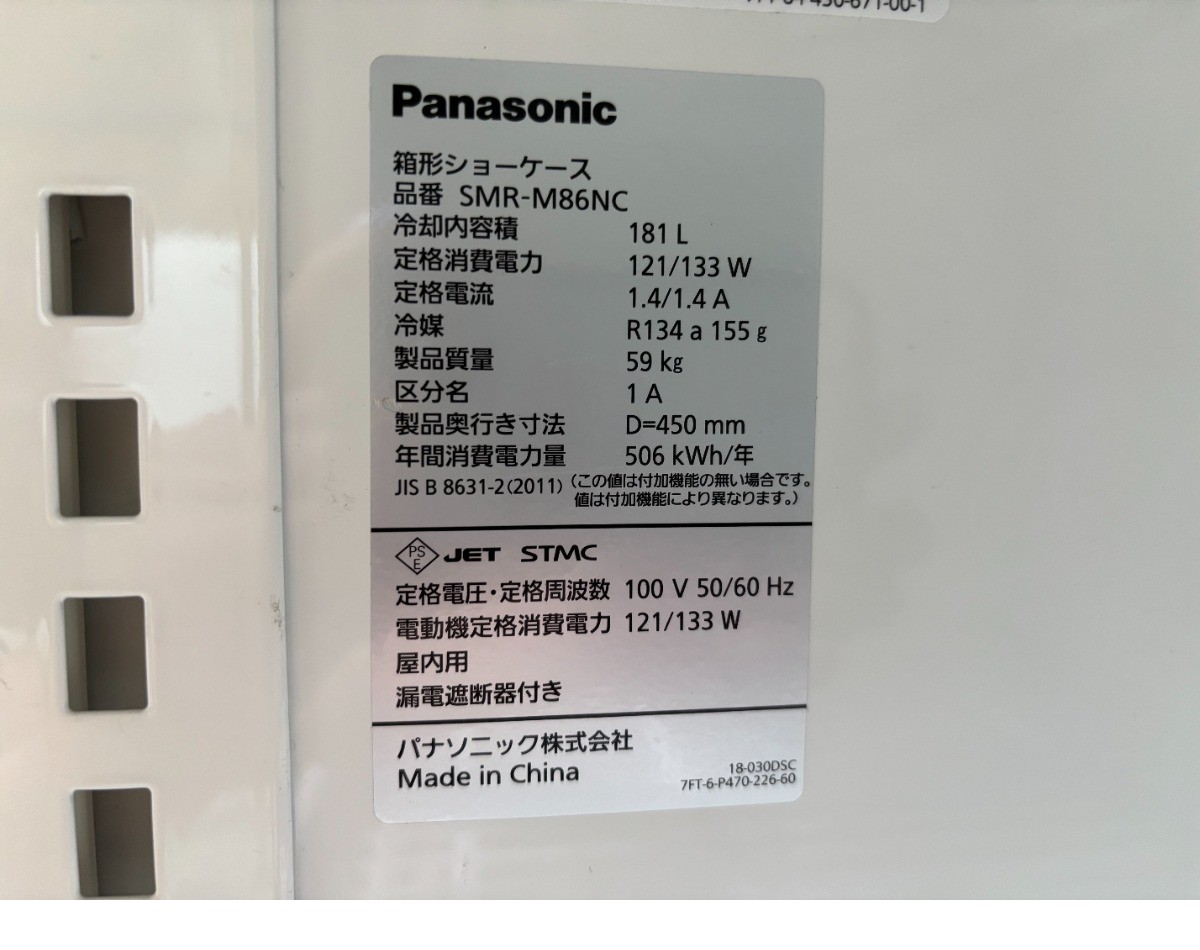 Panasonic
箱形ショーケース
品番 SMR-M86NC
冷却内容積 181 L
定格消費電力 121/133 W
定格電流 1.4/1.4 A
冷媒 R134 a 155 g
製品質量 59 kg
区分名 1 A
製品奥行き寸法 D=450 mm
年間消費電力量 506 kWh/年
JIS B 8631-2(2011) (この値は付加機能の無い場合です。
値は付加機能により異なります。)
PS
E
JET STMC
定格電圧・定格周波数 100 V 50/60 Hz
電動機定格消費電力 121/133 W
屋内用
漏電遮断器付き
パナソニック株式会社
Made in China
18-030DSC
7FT-6-P470-226-60